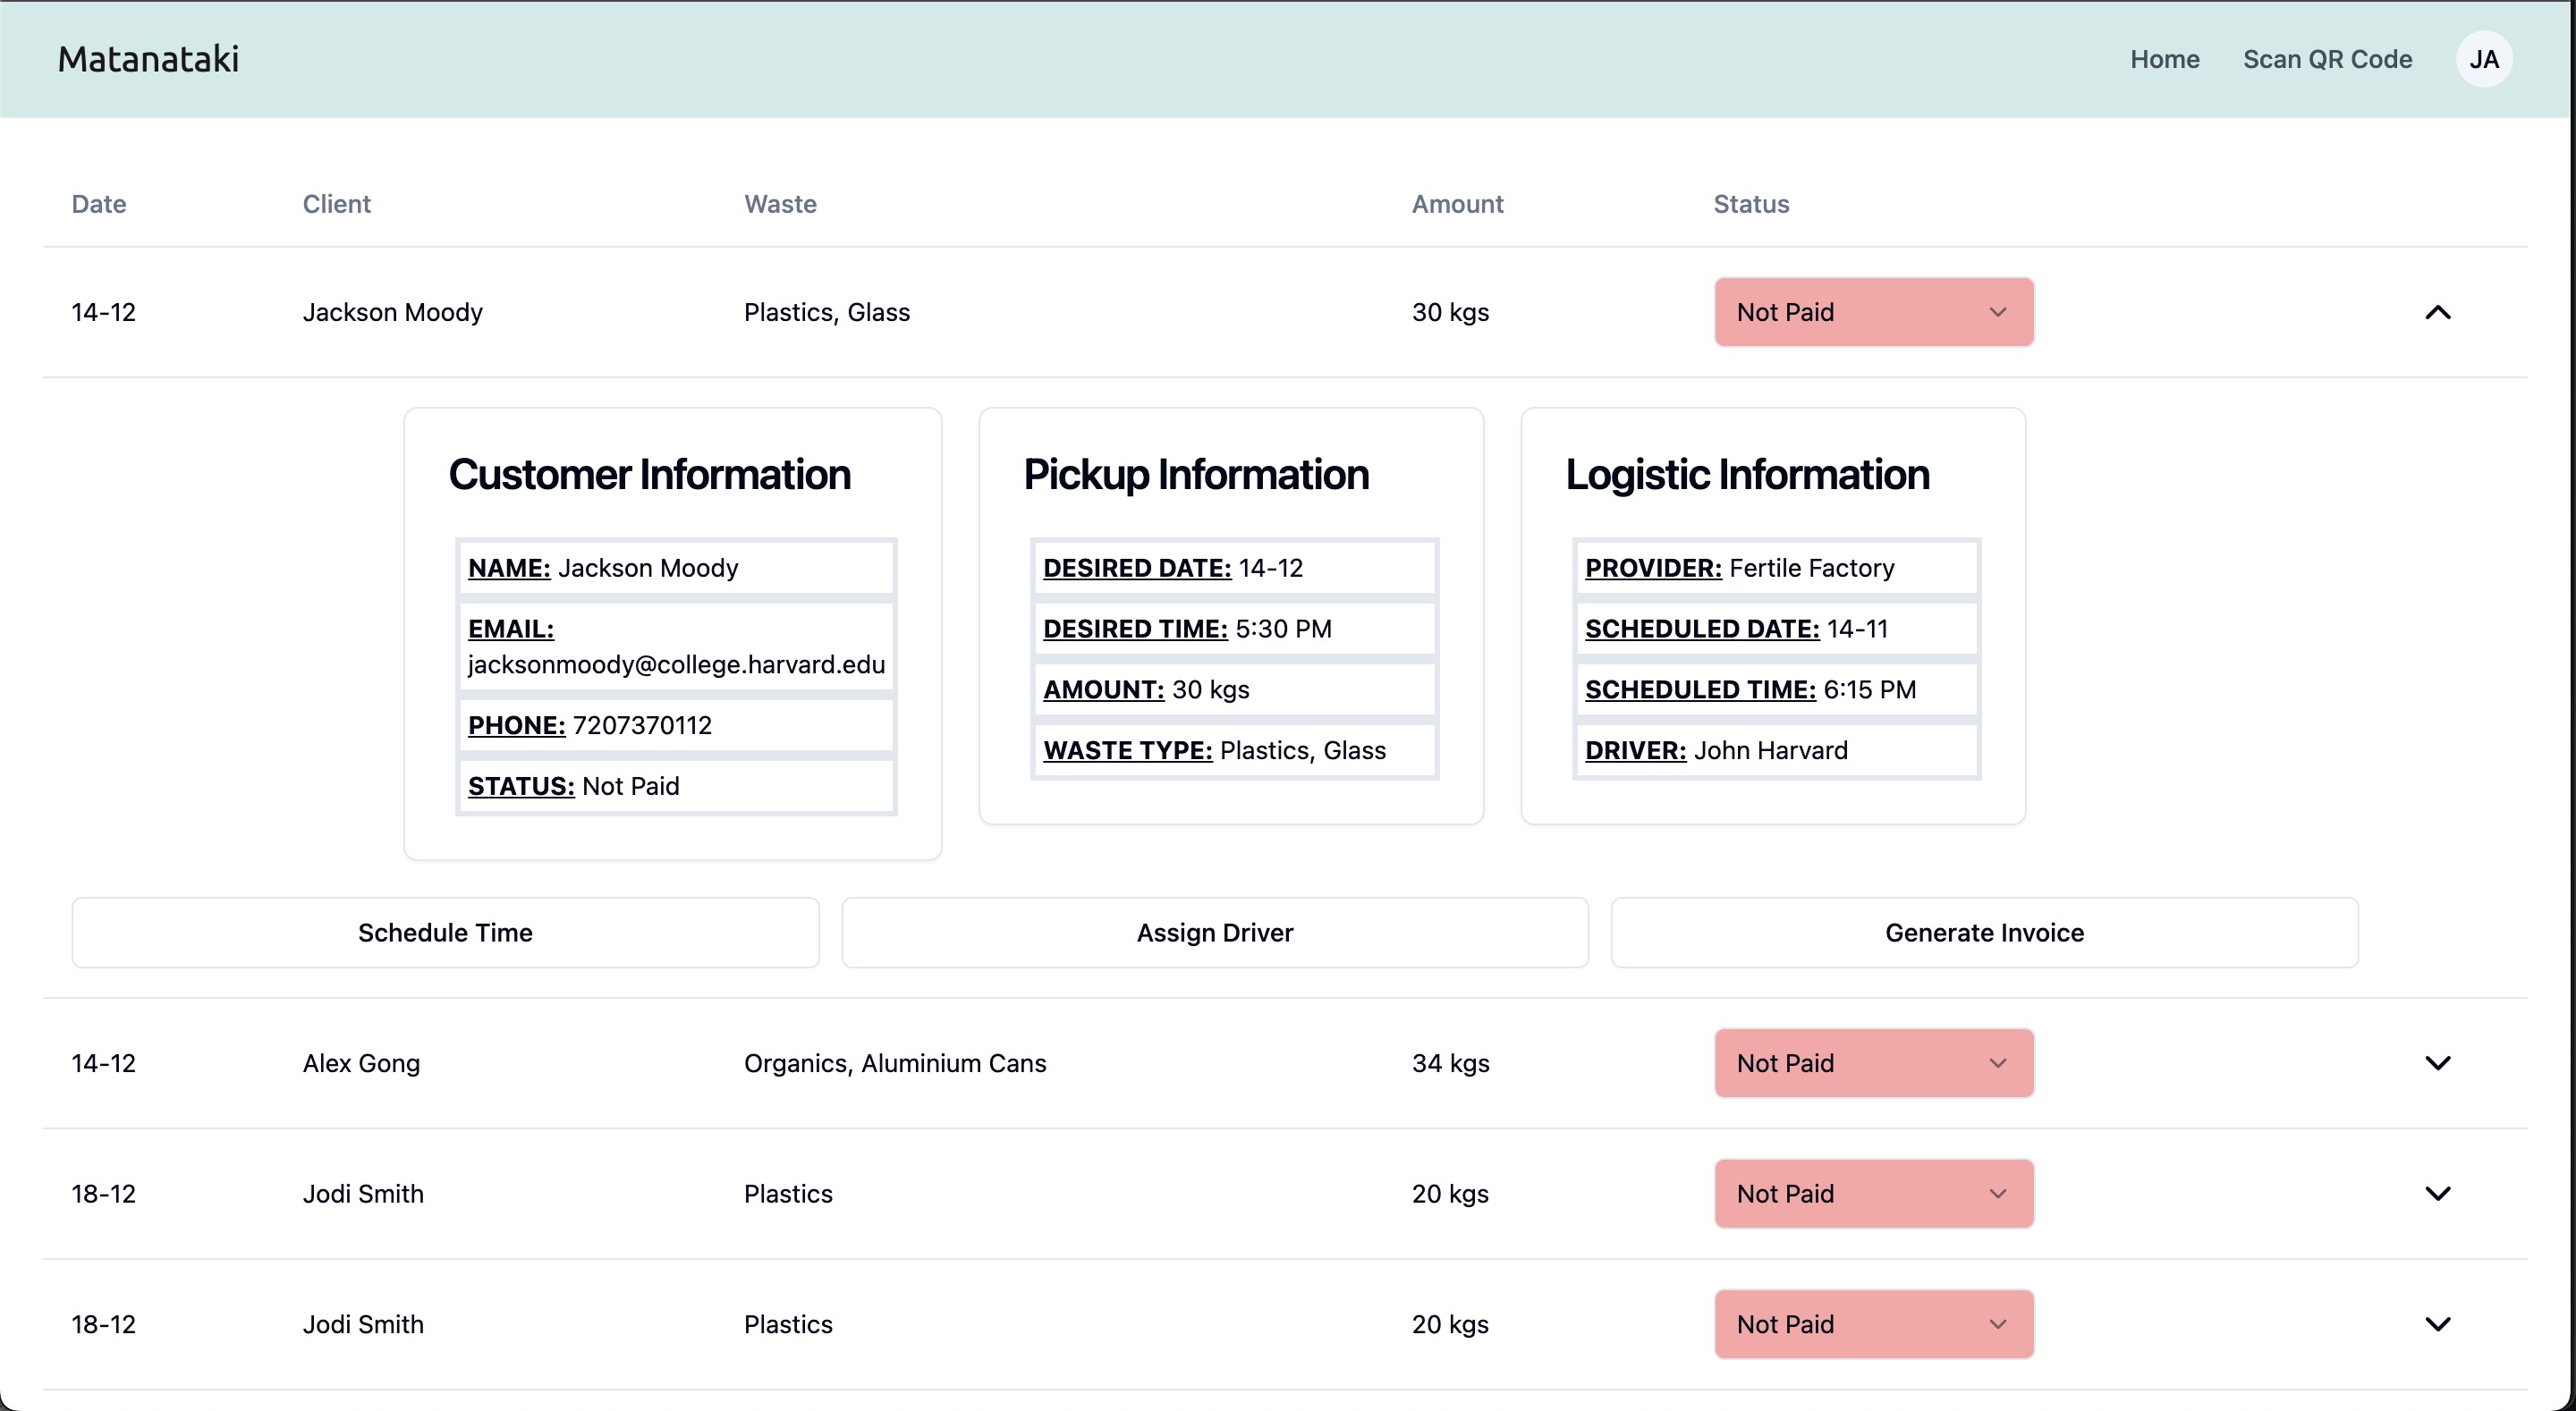 Matanataki
Home Scan QR Code JA
Date Client Waste Amount Status
14-12 Jackson Moody Plastics, Glass 30 kgs Not Paid
Customer Information
NAME: Jackson Moody
EMAIL:
jacksonmoody@college.harvard.edu
PHONE: 7207370112
STATUS: Not Paid
Pickup Information
DESIRED DATE: 14-12
DESIRED TIME: 5:30 PM
AMOUNT: 30 kgs
WASTE TYPE: Plastics, Glass
Logistic Information
PROVIDER: Fertile Factory
SCHEDULED DATE: 14-11
SCHEDULED TIME: 6:15 PM
DRIVER: John Harvard
Schedule Time Assign Driver Generate Invoice
14-12 Alex Gong Organics, Aluminium Cans 34 kgs Not Paid
18-12 Jodi Smith Plastics 20 kgs Not Paid
18-12 Jodi Smith Plastics 20 kgs Not Paid